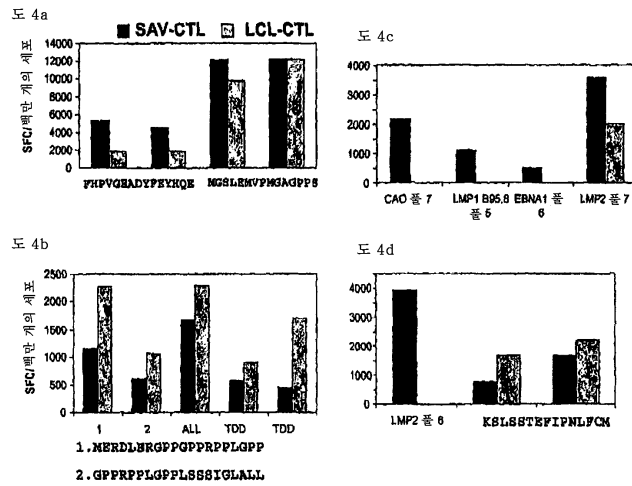 도 4a
SAV-CTL LCL-CTL
SFC/백만 개의 세포
14000
12000
10000
8000
6000
4000
2000
0
FHPVGEADYFEYHQE MGSLEMVPMGAGPPS
도 4c
4000
3000
2000
1000
0
CAO 풀 7 LMP1 B95.8 풀 5 EBNA1 풀 6 LMP2 풀 7
도 4b
SFC/백만 개의 세포
2500
2000
1500
1000
500
0
1 2 ALL TDD TDD
1.MERDLERGPPGPPRPPLGPP
2.GPPRPPLGPPLSSSIGLALL
도 4d
4000
3000
2000
1000
0
LMP2 풀 6 KSLSSTEFIPNLFCM